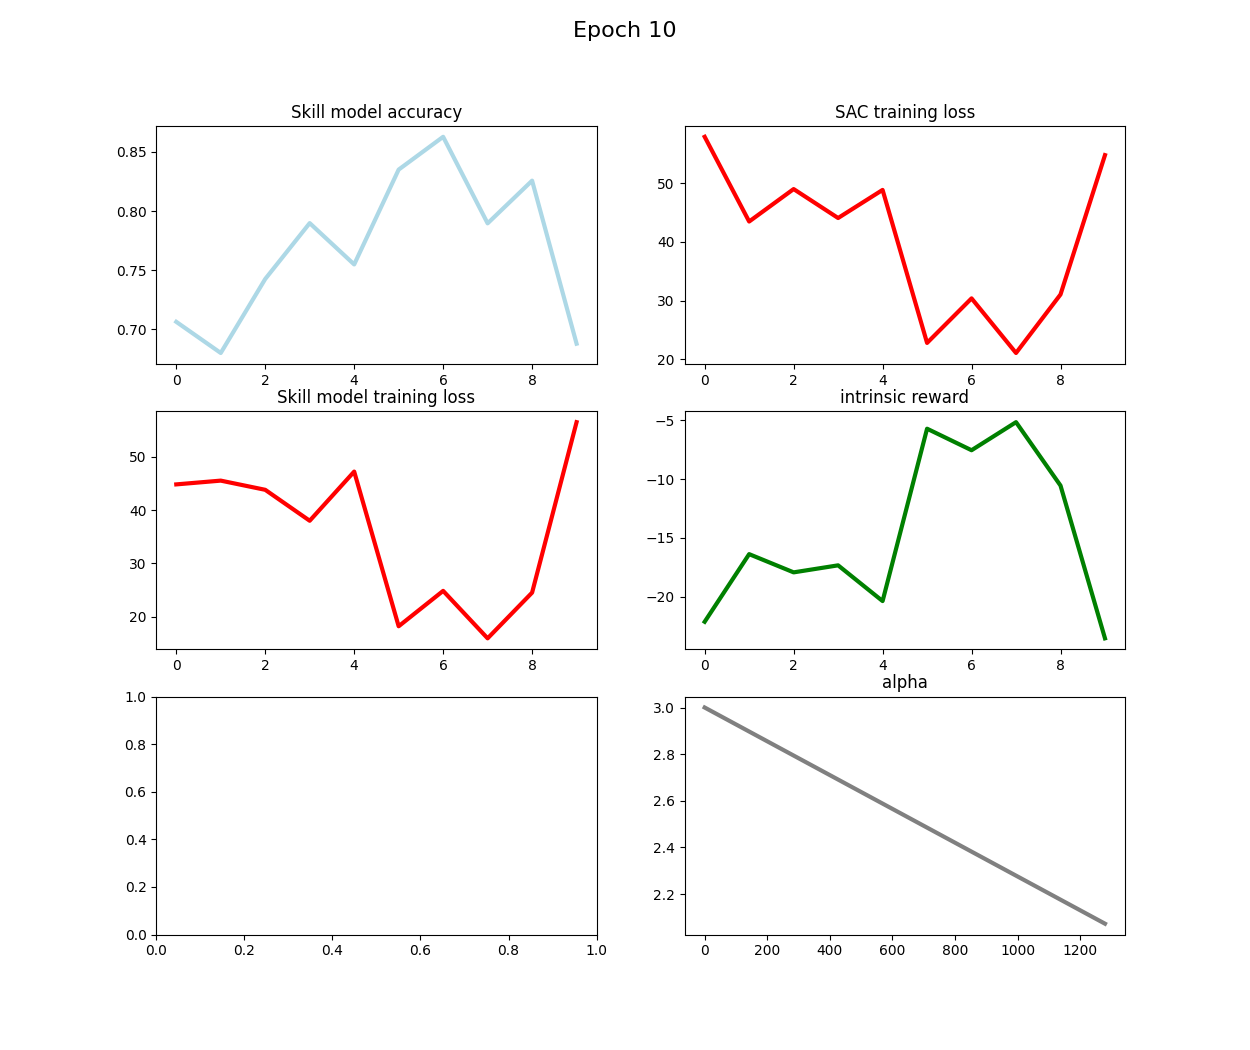 Epoch 10
Skill model accuracy
0.85
0.80
0.75
0.70
0 2 4 6 8
SAC training loss
50
40
30
20
0 2 4 6 8
Skill model training loss
50
40
30
20
0 2 4 6 8
intrinsic reward
−5
−10
−15
−20
0 2 4 6 8
1.0
0.8
0.6
0.4
0.2
0.0
0.0 0.2 0.4 0.6 0.8 1.0
alpha
3.0
2.8
2.6
2.4
2.2
0 200 400 600 800 1000 1200